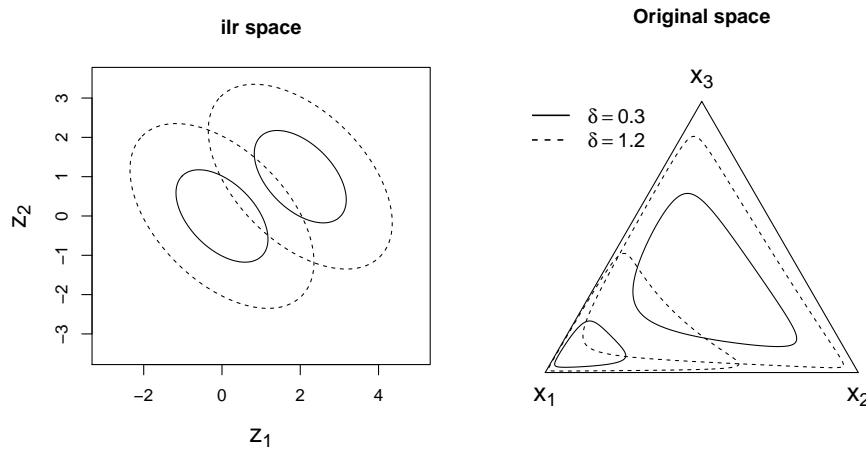 ilr space
Original space
3
2
1
0
−1
−2
−3
z2
−2
0
2
4
z1
x3
δ = 0.3
δ = 1.2
x1
x2